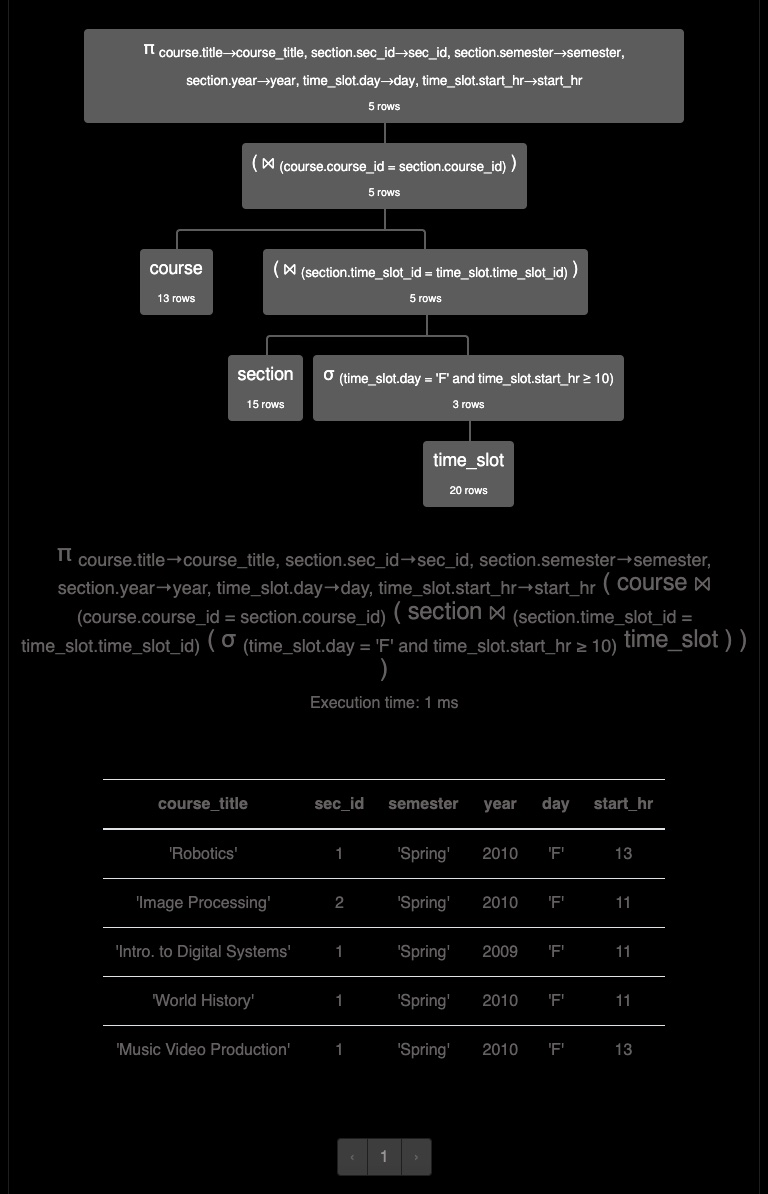 π course.title→course_title, section.sec_id→sec_id, section.semester→semester,
section.year→year, time_slot.day→day, time_slot.start_hr→start_hr
5 rows
( ⋈ (course.course_id = section.course_id) )
5 rows
course
13 rows
( ⋈ (section.time_slot_id = time_slot.time_slot_id) )
5 rows
section
15 rows
σ (time_slot.day = 'F' and time_slot.start_hr ≥ 10)
3 rows
time_slot
20 rows
π course.title→course_title, section.sec_id→sec_id, section.semester→semester,
section.year→year, time_slot.day→day, time_slot.start_hr→start_hr ( course ⋈
(course.course_id = section.course_id) ( section ⋈ (section.time_slot_id =
time_slot.time_slot_id) ( σ (time_slot.day = 'F' and time_slot.start_hr ≥ 10) time_slot ) )
)
Execution time: 1 ms
course_title sec_id semester year day start_hr
'Robotics' 1 'Spring' 2010 'F' 13
'Image Processing' 2 'Spring' 2010 'F' 11
'Intro. to Digital Systems' 1 'Spring' 2009 'F' 11
'World History' 1 'Spring' 2010 'F' 11
'Music Video Production' 1 'Spring' 2010 'F' 13
‹ 1 ›